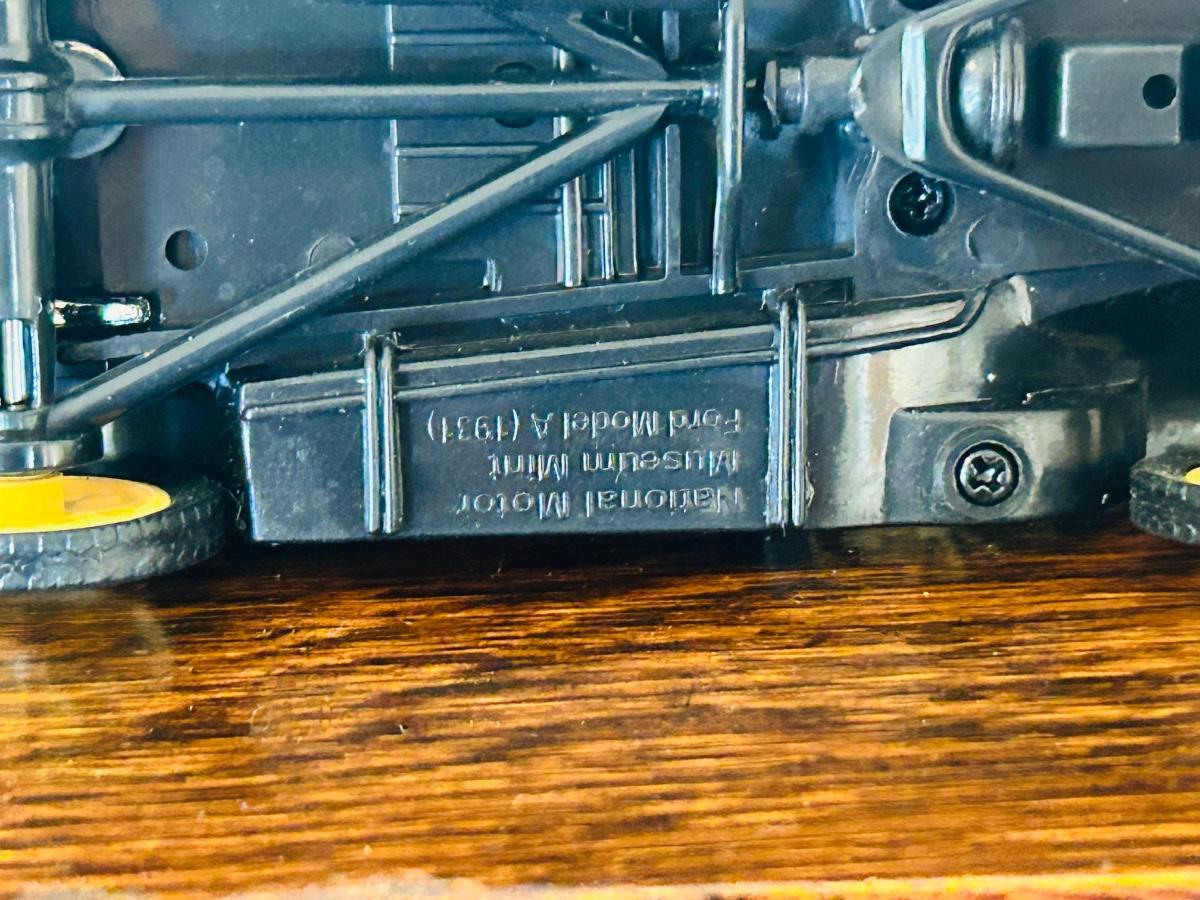 National Motor
Museum Mint
Ford Model A (1931)